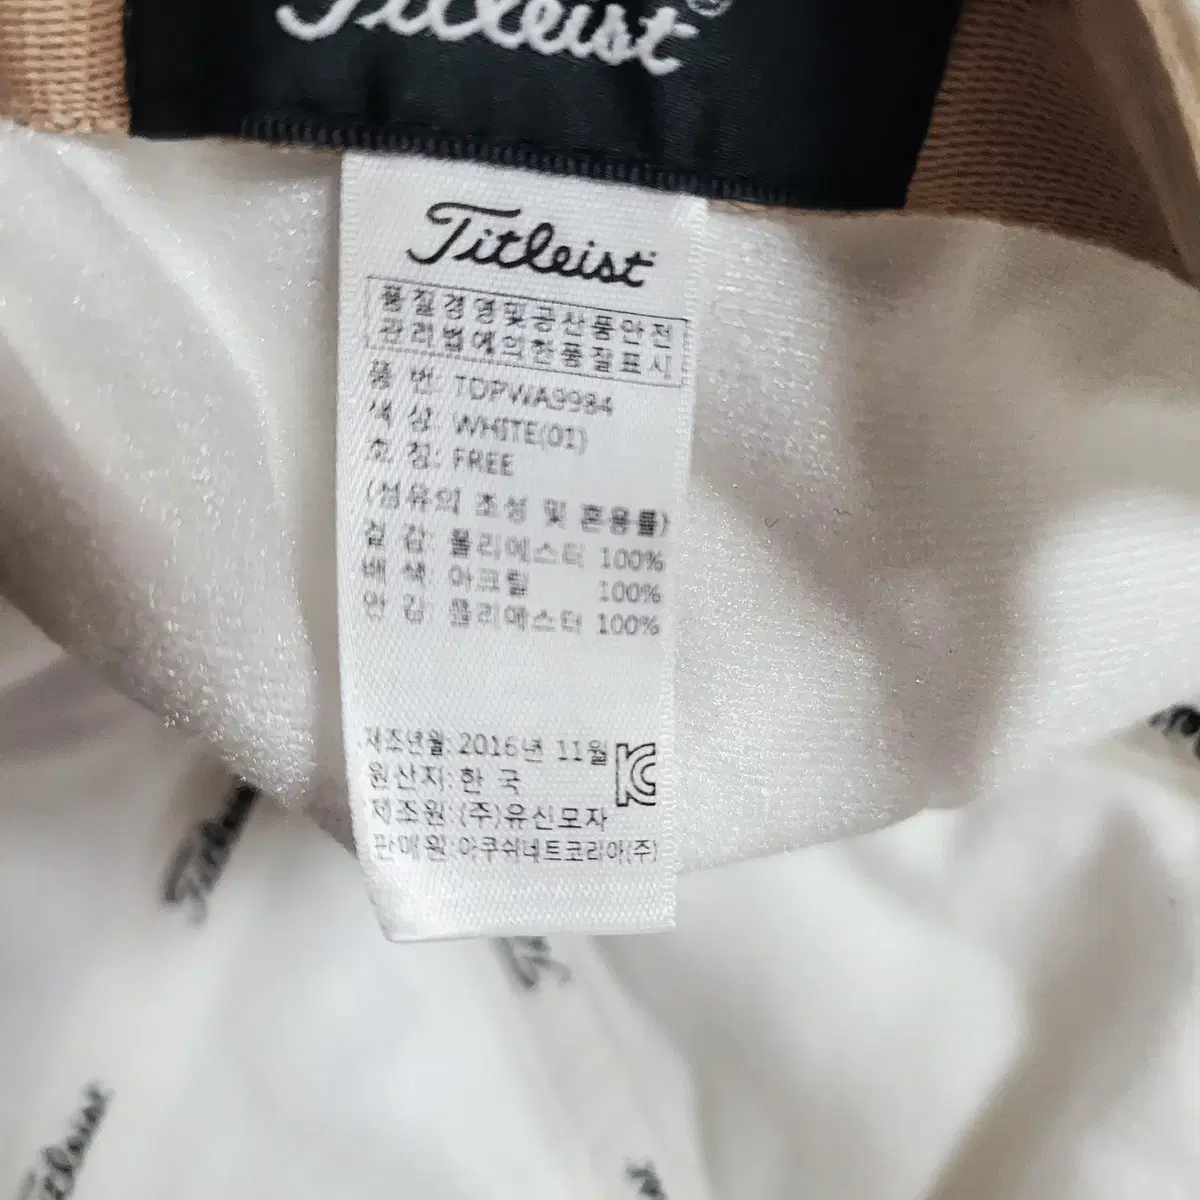 Titleist
Titleist
품질경영및공산품안전
관리법에의한품질표시
품 번: TDPWA9984
색 상: WHITE(01)
호 칭: FREE
(섬유의 조성 및 혼용률)
겉 감: 폴리에스터 100%
배 색: 아크릴 100%
안 감: 폴리에스터 100%
제조년월: 2016년 11월
원산지: 한 국
제조원: (주)유신모자
판매원: 아쿠쉬네트코리아(주)
Titleist
Titleist